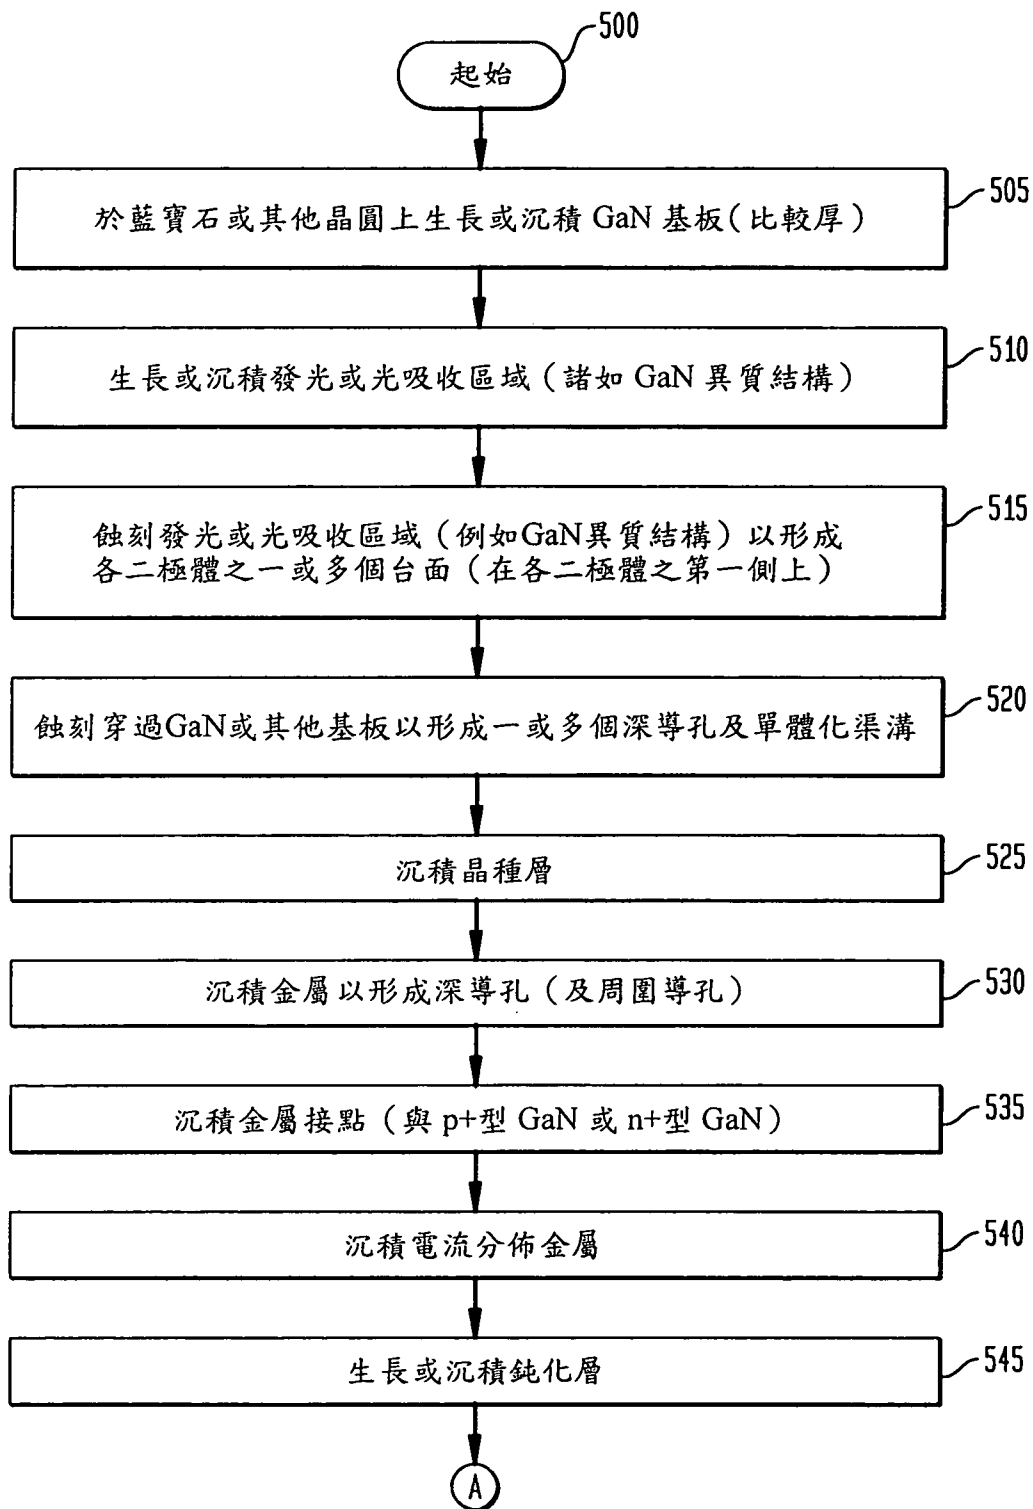 500
起始
505
於藍寶石或其他晶圓上生長或沉積 GaN 基板(比較厚)
510
生長或沉積發光或光吸收區域(諸如 GaN 異質結構)
515
蝕刻發光或光吸收區域(例如GaN異質結構)以形成
各二極體之一或多個台面(在各二極體之第一側上)
520
蝕刻穿過GaN或其他基板以形成一或多個深導孔及單體化渠溝
525
沉積晶種層
530
沉積金屬以形成深導孔(及周圍導孔)
535
沉積金屬接點(與 p+型 GaN 或 n+型 GaN)
540
沉積電流分佈金屬
545
生長或沉積鈍化層
A